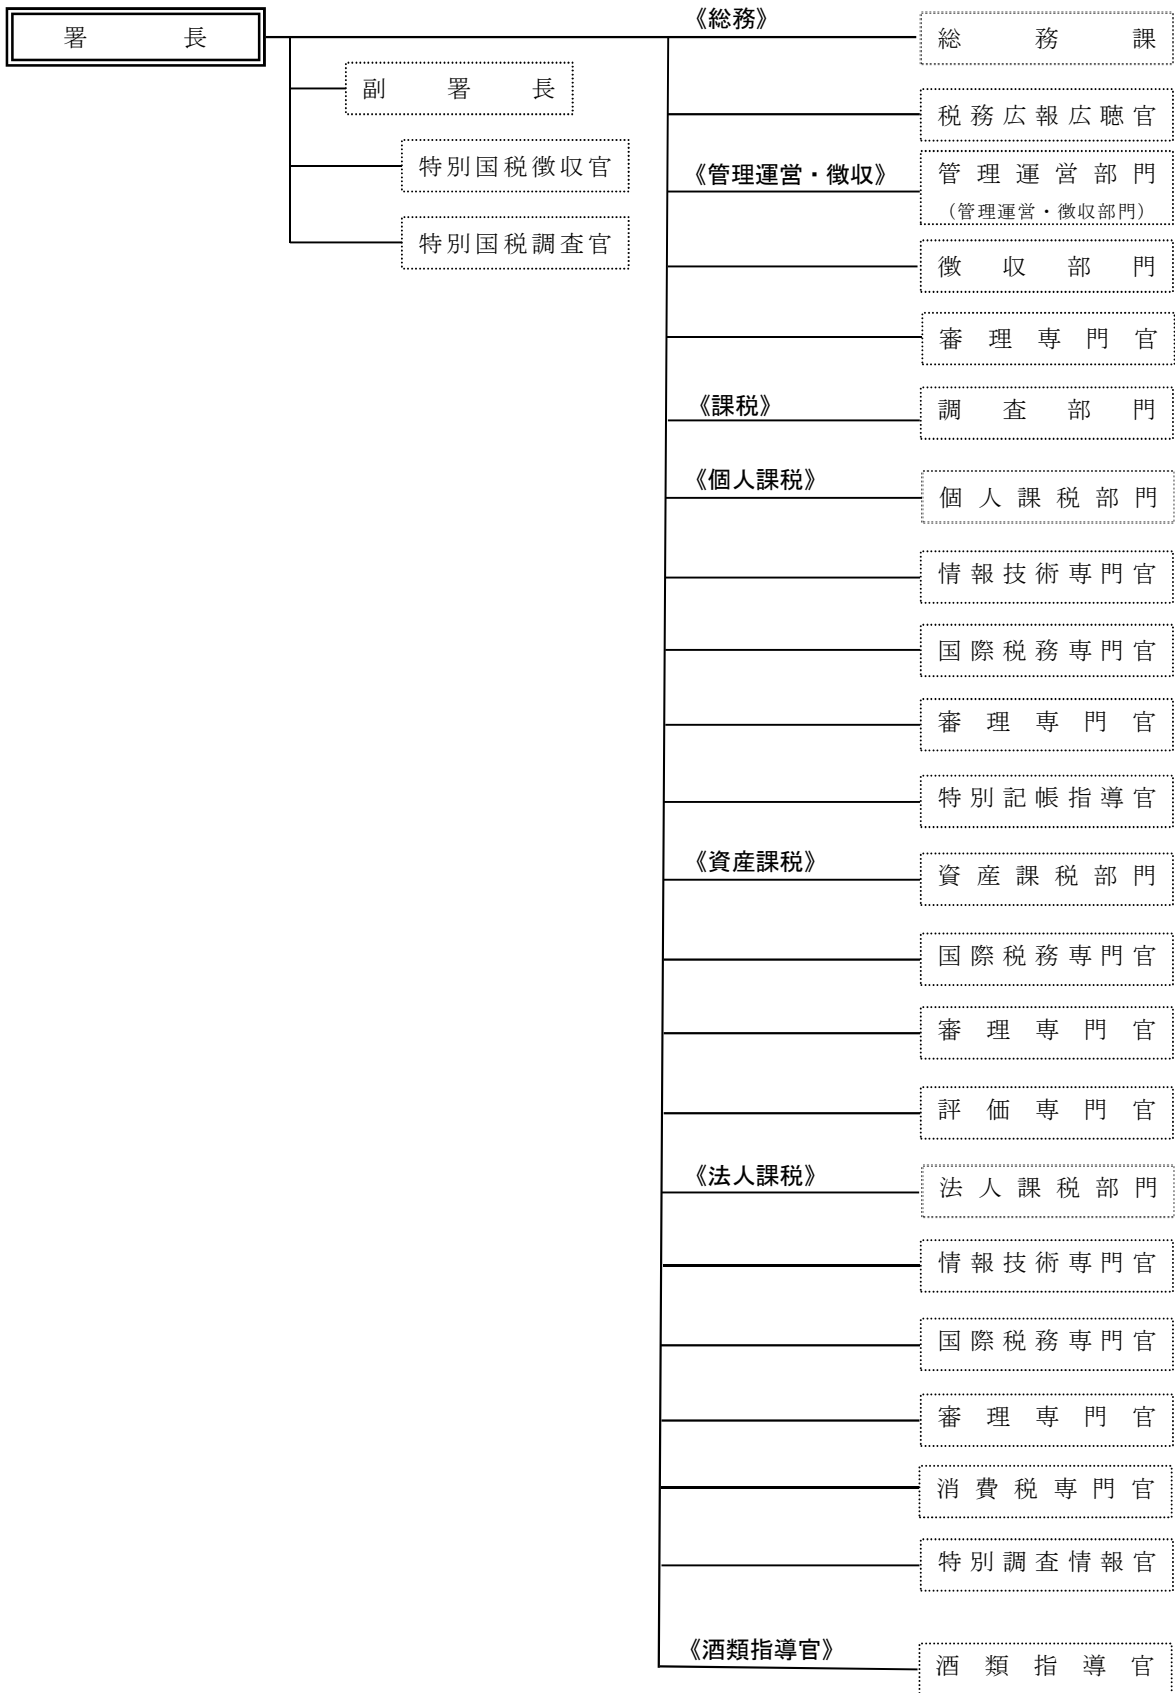 署長
《総務》
総務課
副署長
税務広報広聴官
特別国税徴収官
《管理運営・徴収》
管理運営部門
（管理運営・徴収部門）
特別国税調査官
徴収部門
審理専門官
《課税》
調査部門
《個人課税》
個人課税部門
情報技術専門官
国際税務専門官
審理専門官
特別記帳指導官
《資産課税》
資産課税部門
国際税務専門官
審理専門官
評価専門官
《法人課税》
法人課税部門
情報技術専門官
国際税務専門官
審理専門官
消費税専門官
特別調査情報官
《酒類指導官》
酒類指導官